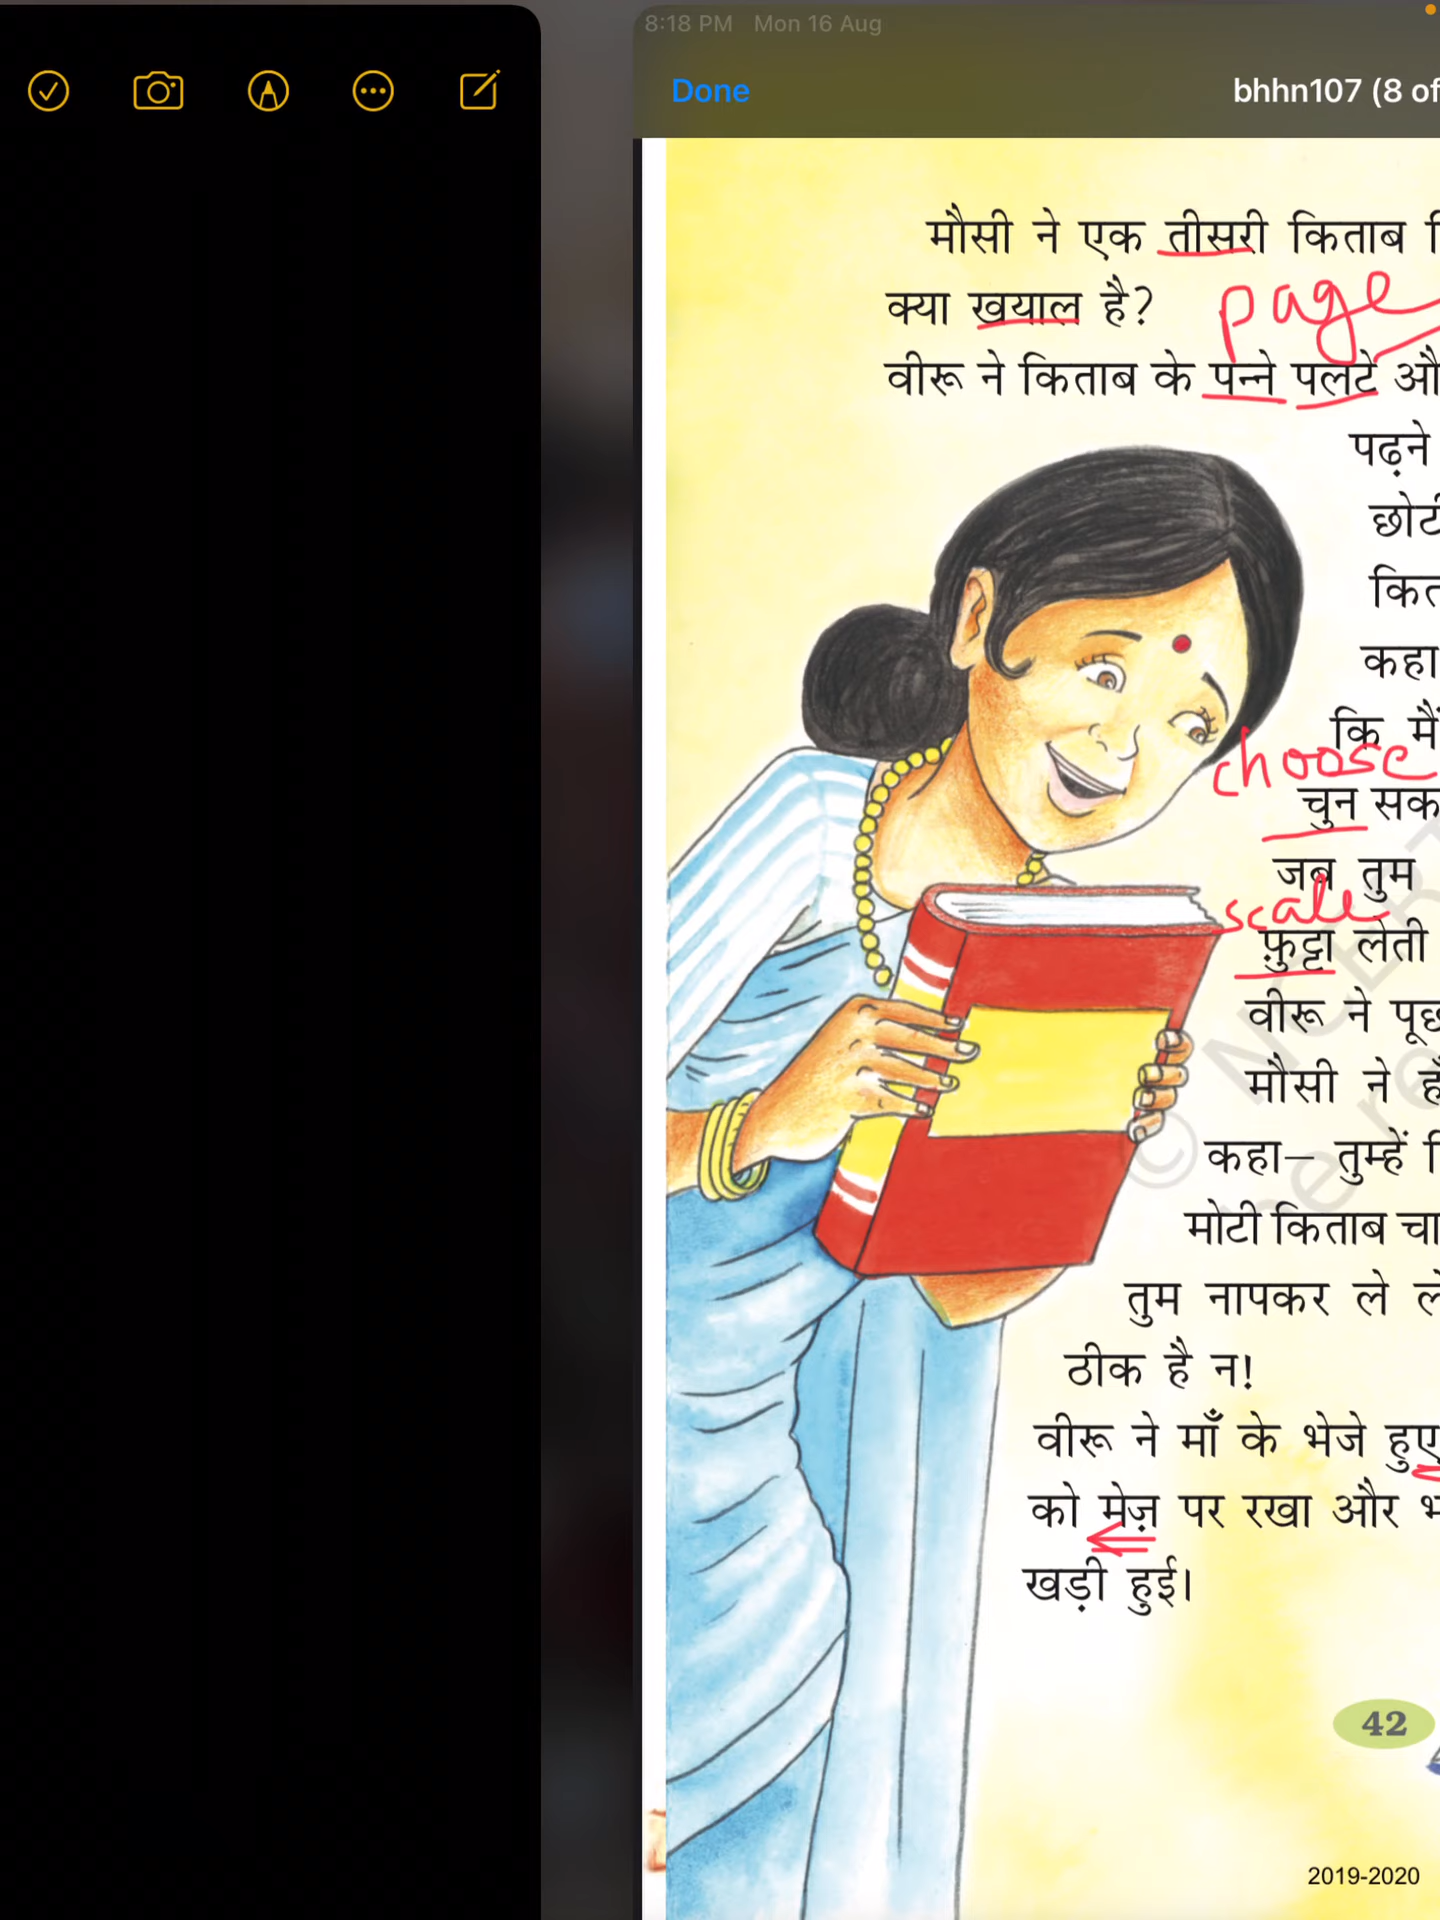 8:18 PM Mon 16 Aug
Done bhhn107 (8 of
मौसी ने एक तीसरी किताब
क्या खयाल है?
page
वीरू ने किताब के पन्ने पलटे
पढ़ने
कहा
कि मैं
choose
चुन
जब तुम
scale
फ़ुट्टा लेती
वीरू ने
मौसी ने
कहा– तुम्हें
मोटी किताब
तुम नापकर ले
ठीक है न!
वीरू ने माँ के भेजे हुए
को मेज़ पर रखा और
खड़ी हुई।
42
2019-2020